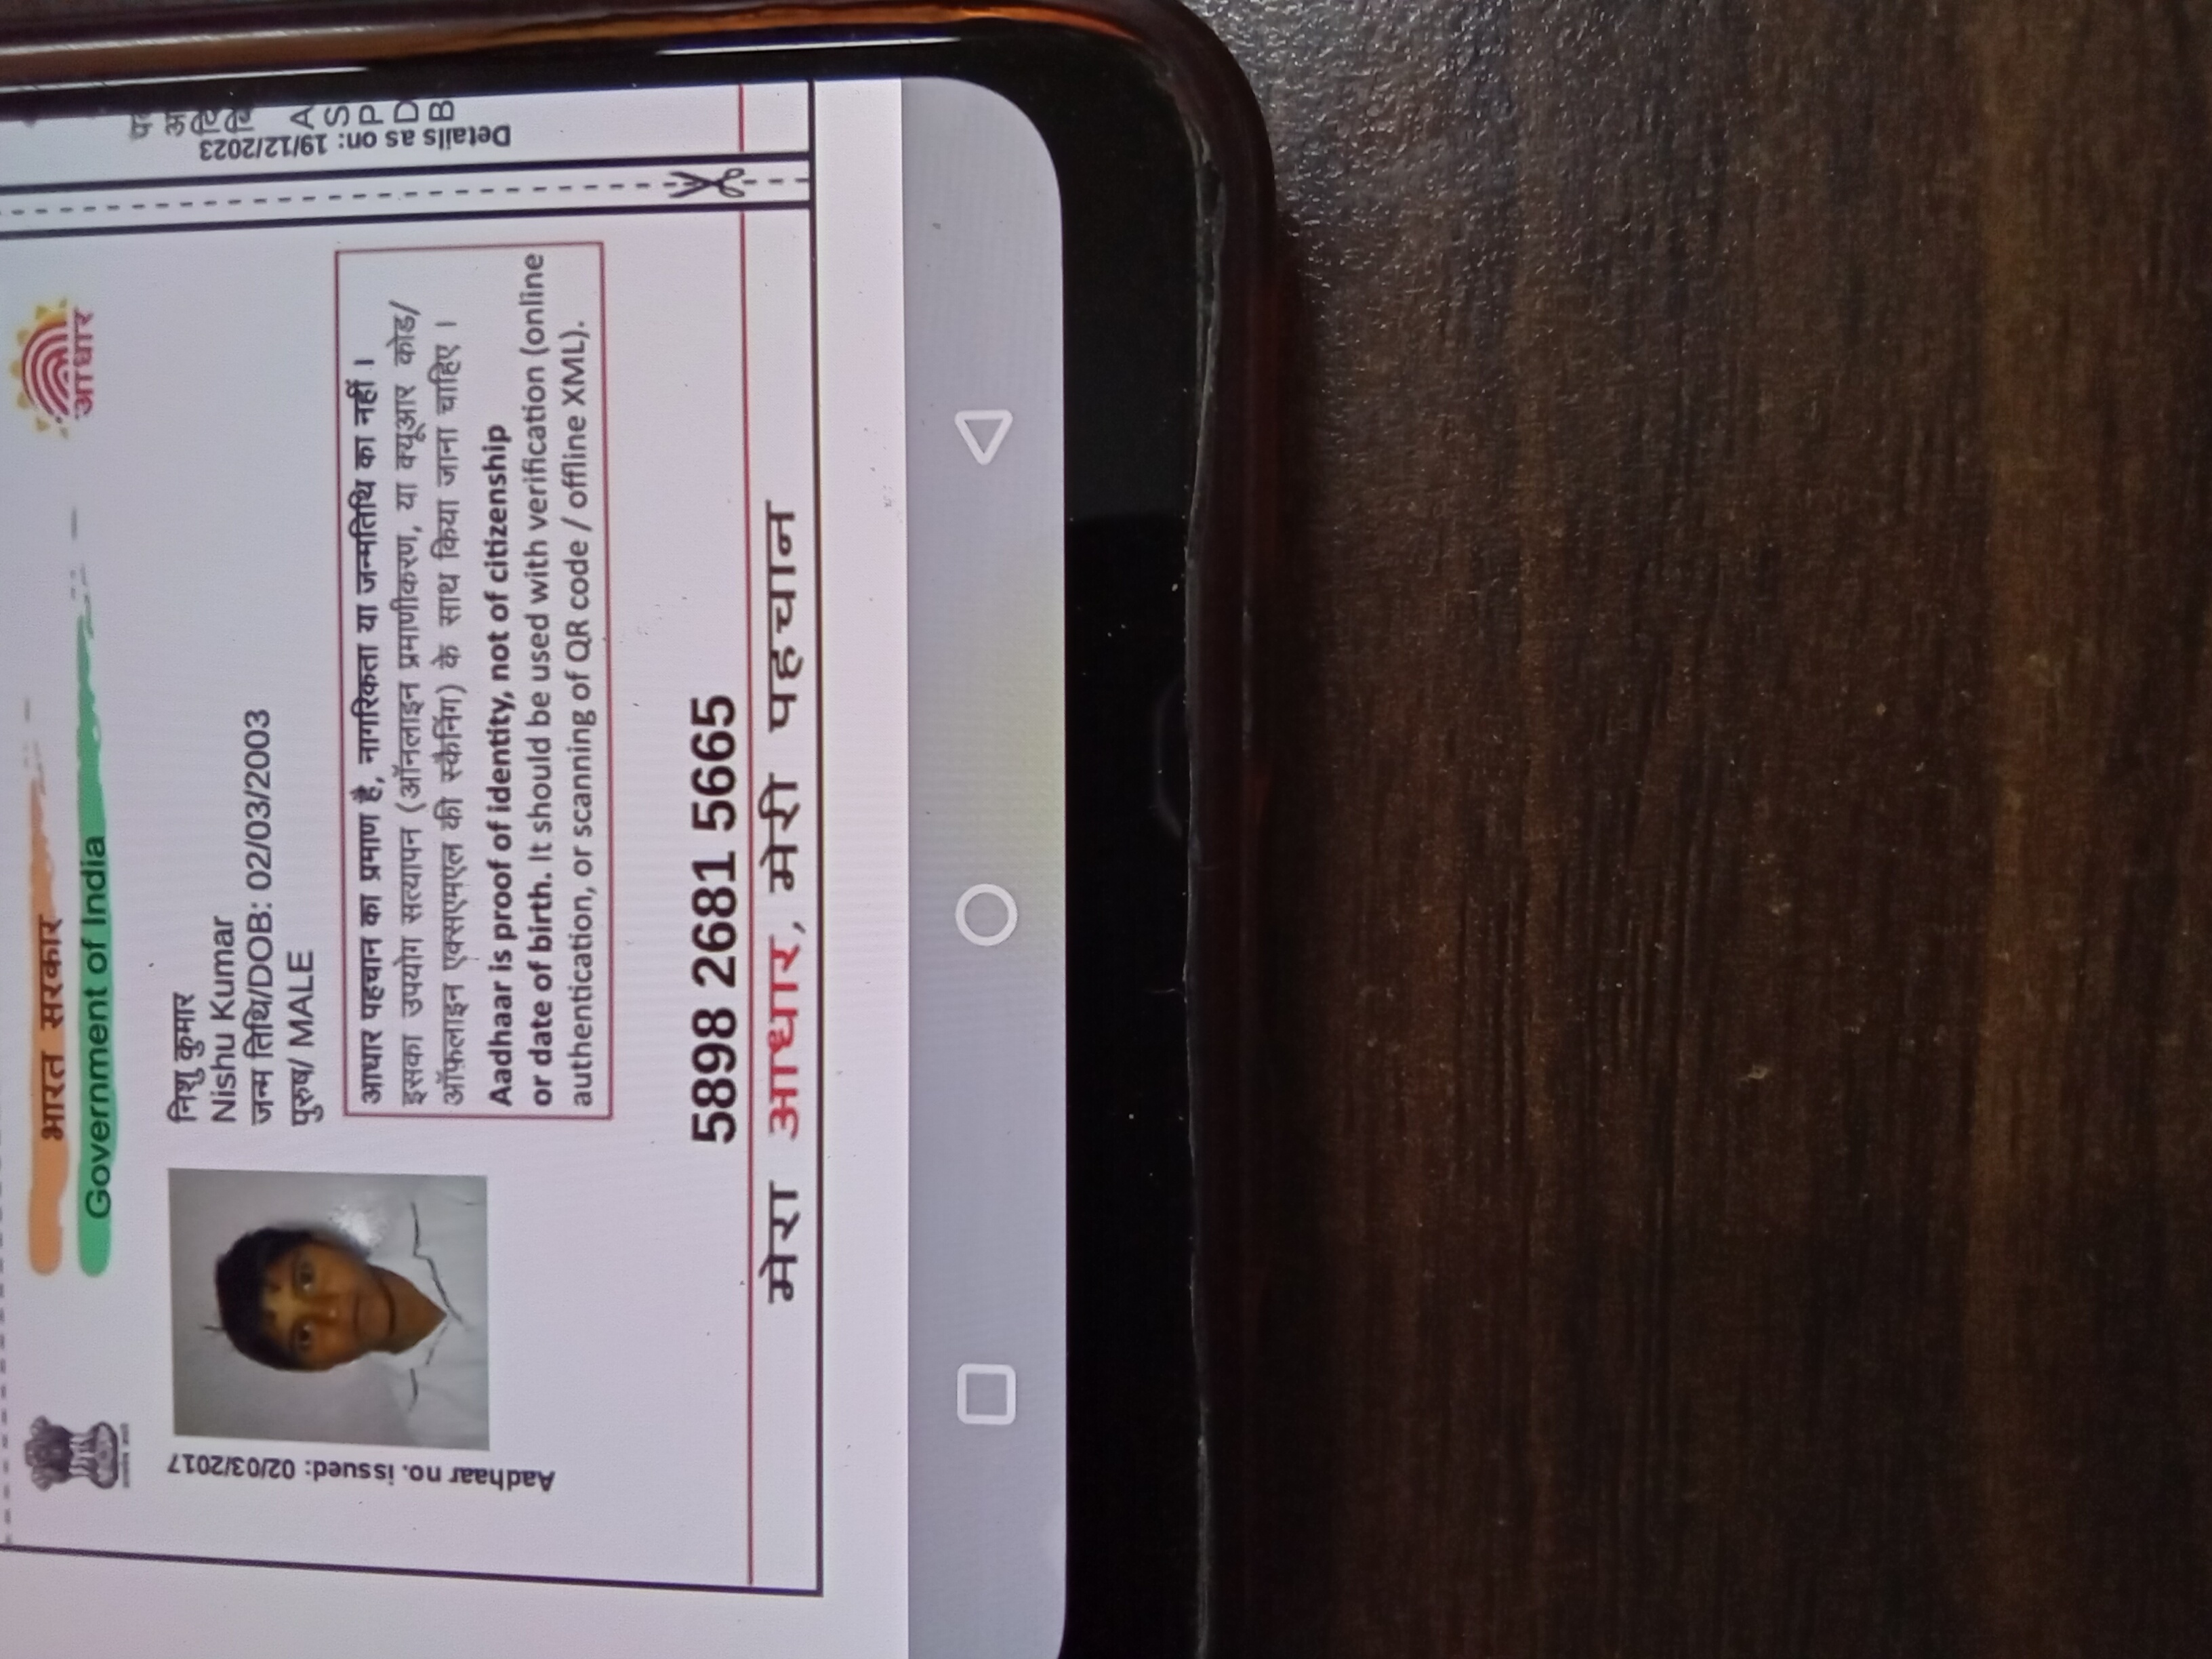 भारत सरकार
Government of India
आधार
Aadhaar no. issued: 02/03/2017
निशु कुमार
Nishu Kumar
जन्म तिथि/DOB: 02/03/2003
पुरुष/ MALE
आधार पहचान का प्रमाण है, नागरिकता या जन्मतिथि का नहीं ।
इसका उपयोग सत्यापन (ऑनलाइन प्रमाणीकरण, या क्यूआर कोड/
ऑफ़लाइन एक्सएमएल की स्कैनिंग) के साथ किया जाना चाहिए ।
Aadhaar is proof of identity, not of citizenship
or date of birth. It should be used with verification (online
authentication, or scanning of QR code / offline XML).
5898 2681 5665
मेरा आधार, मेरी पहचान
Details as on: 19/12/2023